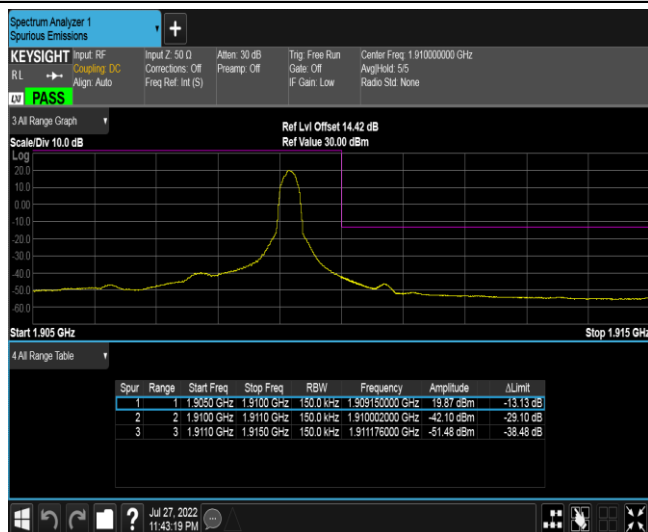 Spectrum Analyzer 1
Spurious Emissions
KEYSIGHT
R L
LXI PASS
Input: RF
Coupling: DC
Align: Auto
Input Z: 50 Ω
Corrections: Off
Freq Ref: Int (S)
Atten: 30 dB
Preamp: Off
Trig: Free Run
Gate: Off
IF Gain: Low
Center Freq: 1.910000000 GHz
Avg|Hold: 5/5
Radio Std: None
3 All Range Graph
Scale/Div 10.0 dB
Ref Lvl Offset 14.42 dB
Ref Value 30.00 dBm
Log
20.0
10.0
0.00
-10.0
-20.0
-30.0
-40.0
-50.0
-60.0
Start 1.905 GHz Stop 1.915 GHz
4 All Range Table
Spur Range Start Freq Stop Freq RBW Frequency Amplitude ΔLimit
1 1 1.9050 GHz 1.9100 GHz 150.0 kHz 1.909150000 GHz 19.87 dBm -13.13 dB
2 2 1.9100 GHz 1.9110 GHz 150.0 kHz 1.910002000 GHz -42.10 dBm -29.10 dB
3 3 1.9110 GHz 1.9150 GHz 150.0 kHz 1.911176000 GHz -51.48 dBm -38.48 dB
Jul 27, 2022
11:43:19 PM